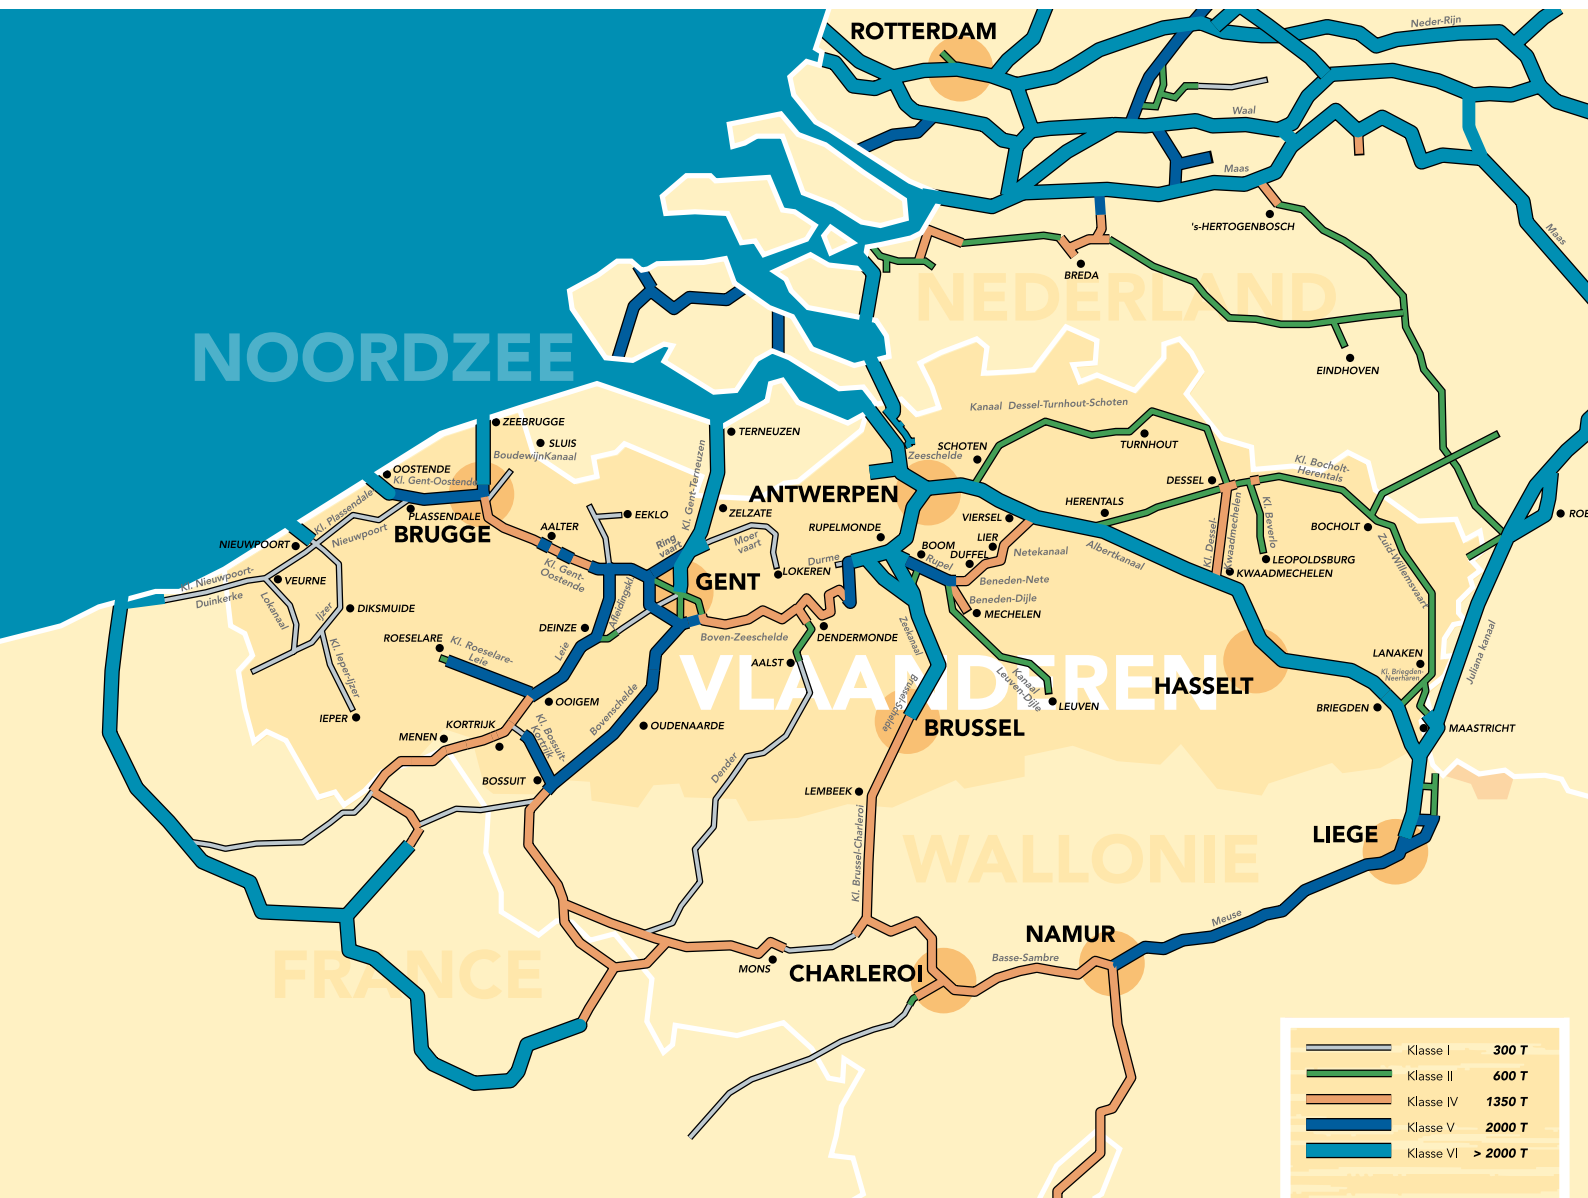 ROTTERDAM
Neder-Rijn
Waal
Maas
Maas
's-HERTOGENBOSCH
BREDA
NEDERLAND
NOORDZEE
EINDHOVEN
Kanaal Dessel-Turnhout-Schoten
ZEEBRUGGE
SLUIS
BoudewijnKanaal
TERNEUZEN
TURNHOUT
SCHOTEN
Zeeschelde
OOSTENDE
Kl. Gent-Oostende
Kl. Gent-Terneuzen
Kl. Bocholt-
Herentals
DESSEL
ANTWERPEN
HERENTALS
Kl. Plassendale
Nieuwpoort
PLASSENDALE
BRUGGE
EEKLO
ZELZATE
AALTER
RUPELMONDE
VIERSEL
BOCHOLT
ROE
NIEUWPOORT
Ring
vaart
Moer
vaart
LIER
BOOM
DUFFEL
Rupel
Netekanaal
Albertkanaal
Kl. Dessel-
Kwaadmechelen
Kl. Beverlo
LEOPOLDSBURG
KWAADMECHELEN
Zuid-Willemsvaart
Kl. Gent-
Oostende
Durme
LOKEREN
GENT
Kl. Nieuwpoort-
Duinkerke
VEURNE
Lokanaal
Ijzer
DIKSMUIDE
Afleidingskl.
Beneden-Nete
Beneden-Dijle
MECHELEN
DEINZE
Boven-Zeeschelde
DENDERMONDE
Zeekanaal
Brussel-Schelde
ROESELARE
Kl. Roeselare-
Leie
Leie
Kl. Ieper-Ijzer
AALST
VLAANDEREN
Kanaal
Leuven-Dijle
LEUVEN
HASSELT
LANAKEN
Kl. Briegden-
Neerharen
Juliana kanaal
BRIEGDEN
MAASTRICHT
IEPER
OOIGEM
KORTRIJK
MENEN
Kl. Bossuit-
Kortrijk
Bovenschelde
OUDENAARDE
BRUSSEL
BOSSUIT
Dender
LEMBEEK
Kl. Brussel-Charleroi
LIEGE
WALLONIE
Meuse
NAMUR
FRANCE
MONS
CHARLEROI
Basse-Sambre
Klasse I 300 T
Klasse II 600 T
Klasse IV 1350 T
Klasse V 2000 T
Klasse VI > 2000 T